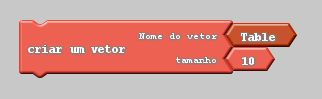 Nome do vetor Table
criar um vetor
tamanho 10